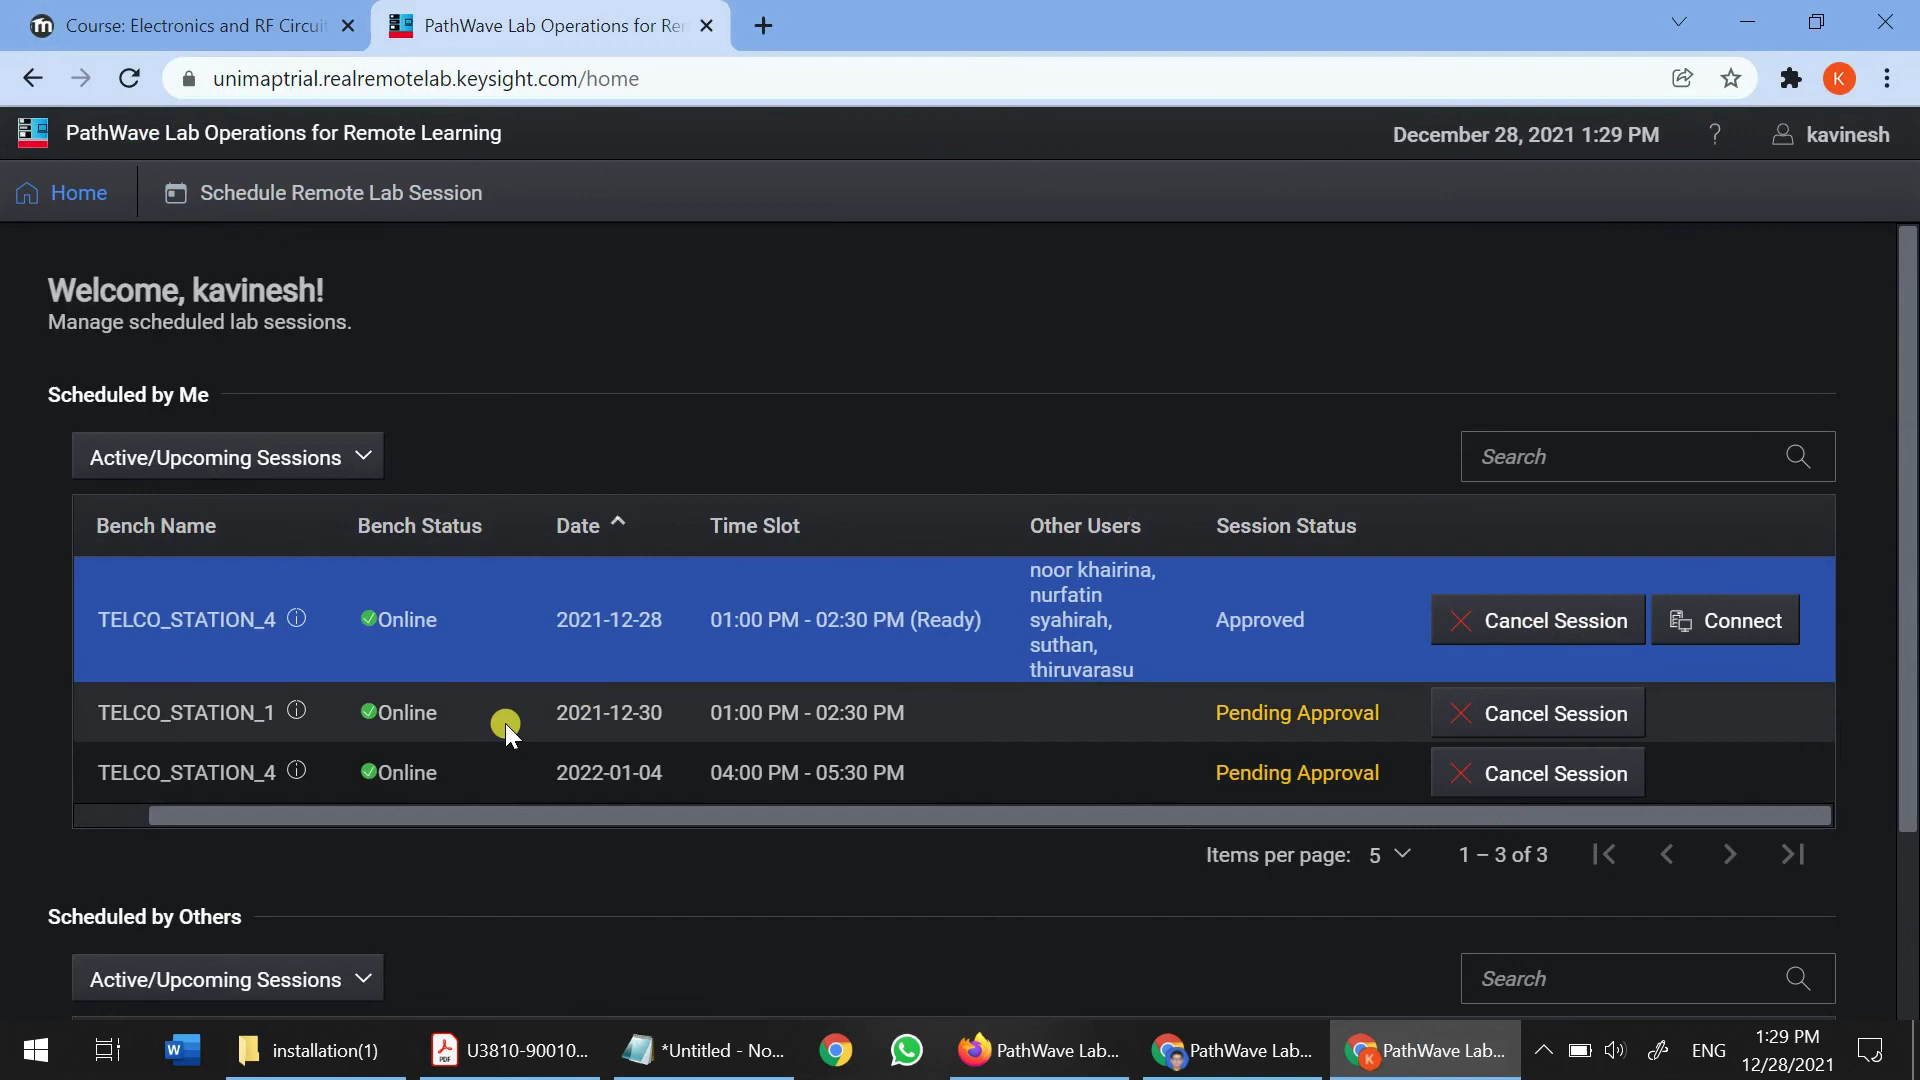 Course: Electronics and RF Circui
PathWave Lab Operations for Rem
unimaptrial.realremotelab.keysight.com/home
K
PathWave Lab Operations for Remote Learning
December 28, 2021 1:29 PM
?
kavinesh
Home
Schedule Remote Lab Session
Welcome, kavinesh!
Manage scheduled lab sessions.
Scheduled by Me
Active/Upcoming Sessions
Search
Bench Name Bench Status Date Time Slot Other Users Session Status
TELCO_STATION_4 Online 2021-12-28 01:00 PM - 02:30 PM (Ready)
noor khairina,
nurfatin
syahirah,
suthan,
thiruvarasu
Approved Cancel Session Connect
TELCO_STATION_1 Online 2021-12-30 01:00 PM - 02:30 PM Pending Approval Cancel Session
TELCO_STATION_4 Online 2022-01-04 04:00 PM - 05:30 PM Pending Approval Cancel Session
Items per page: 5 1 – 3 of 3
Scheduled by Others
Active/Upcoming Sessions
Search
installation(1)
U3810-90010...
*Untitled - No...
PathWave Lab...
PathWave Lab...
PathWave Lab...
ENG
1:29 PM
12/28/2021